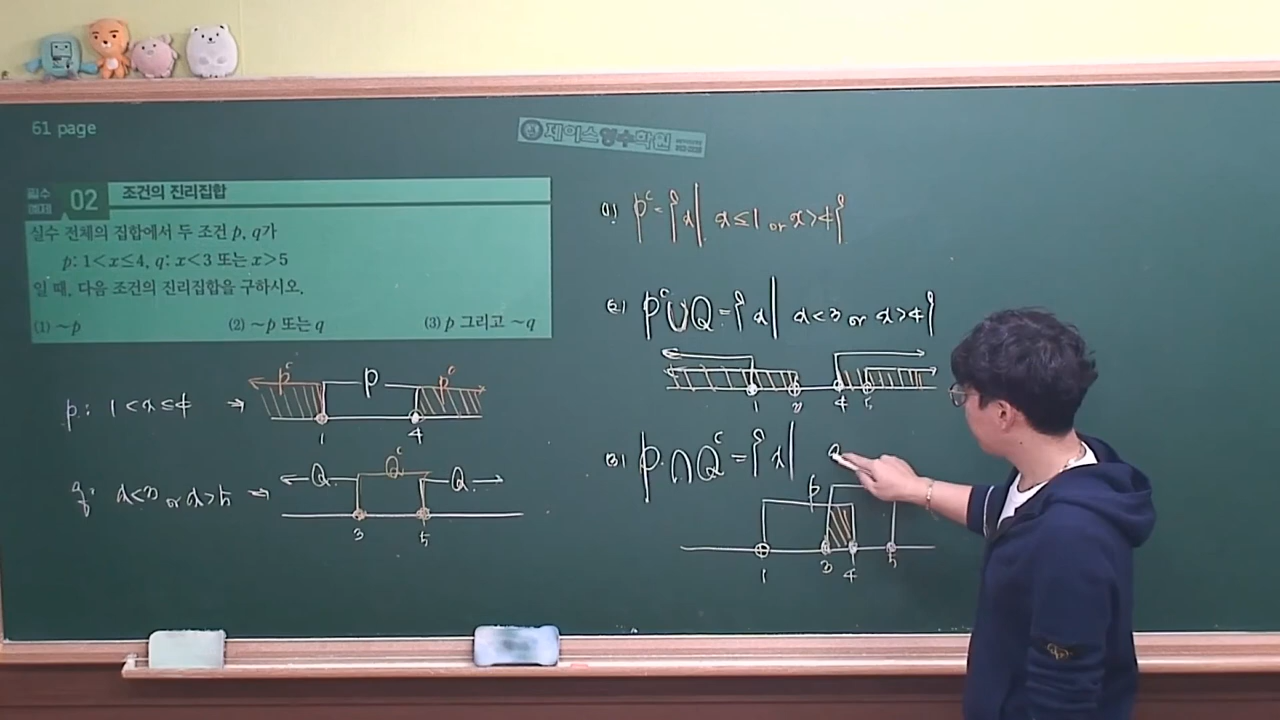 61 page
제이스영수학원
필수 예제 02 조건의 진리집합
실수 전체의 집합에서 두 조건 p, q가
p: 1<x≤4, q: x<3 또는 x>5
일 때, 다음 조건의 진리집합을 구하시오.
(1) ~p (2) ~p 또는 q (3) p 그리고 ~q
p: 1<x≤4 →
P^c P P^c
1 4
q: x<3 or x>5 →
Q Q^c Q
3 5
(1) P^c={x| x≤1 or x>4}
(2) P^c∪Q={x| x<3 or x>4}
1 3 4 5
(3) P∩Q^c={x|
P
1 3 4 5